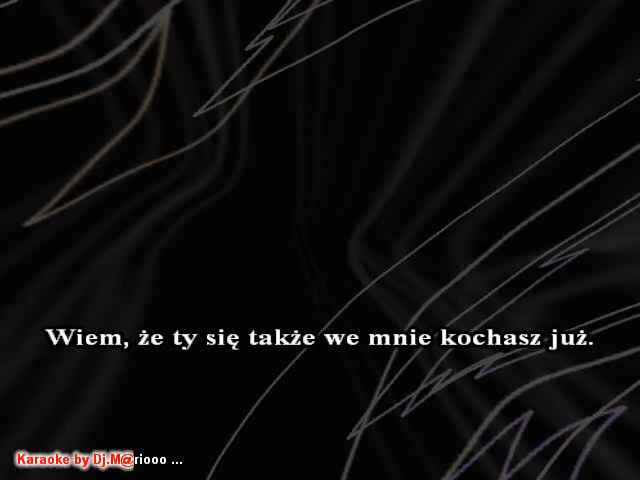 Wiem, że ty się także we mnie kochasz już.
Karaoke by Dj.M@riooo ...